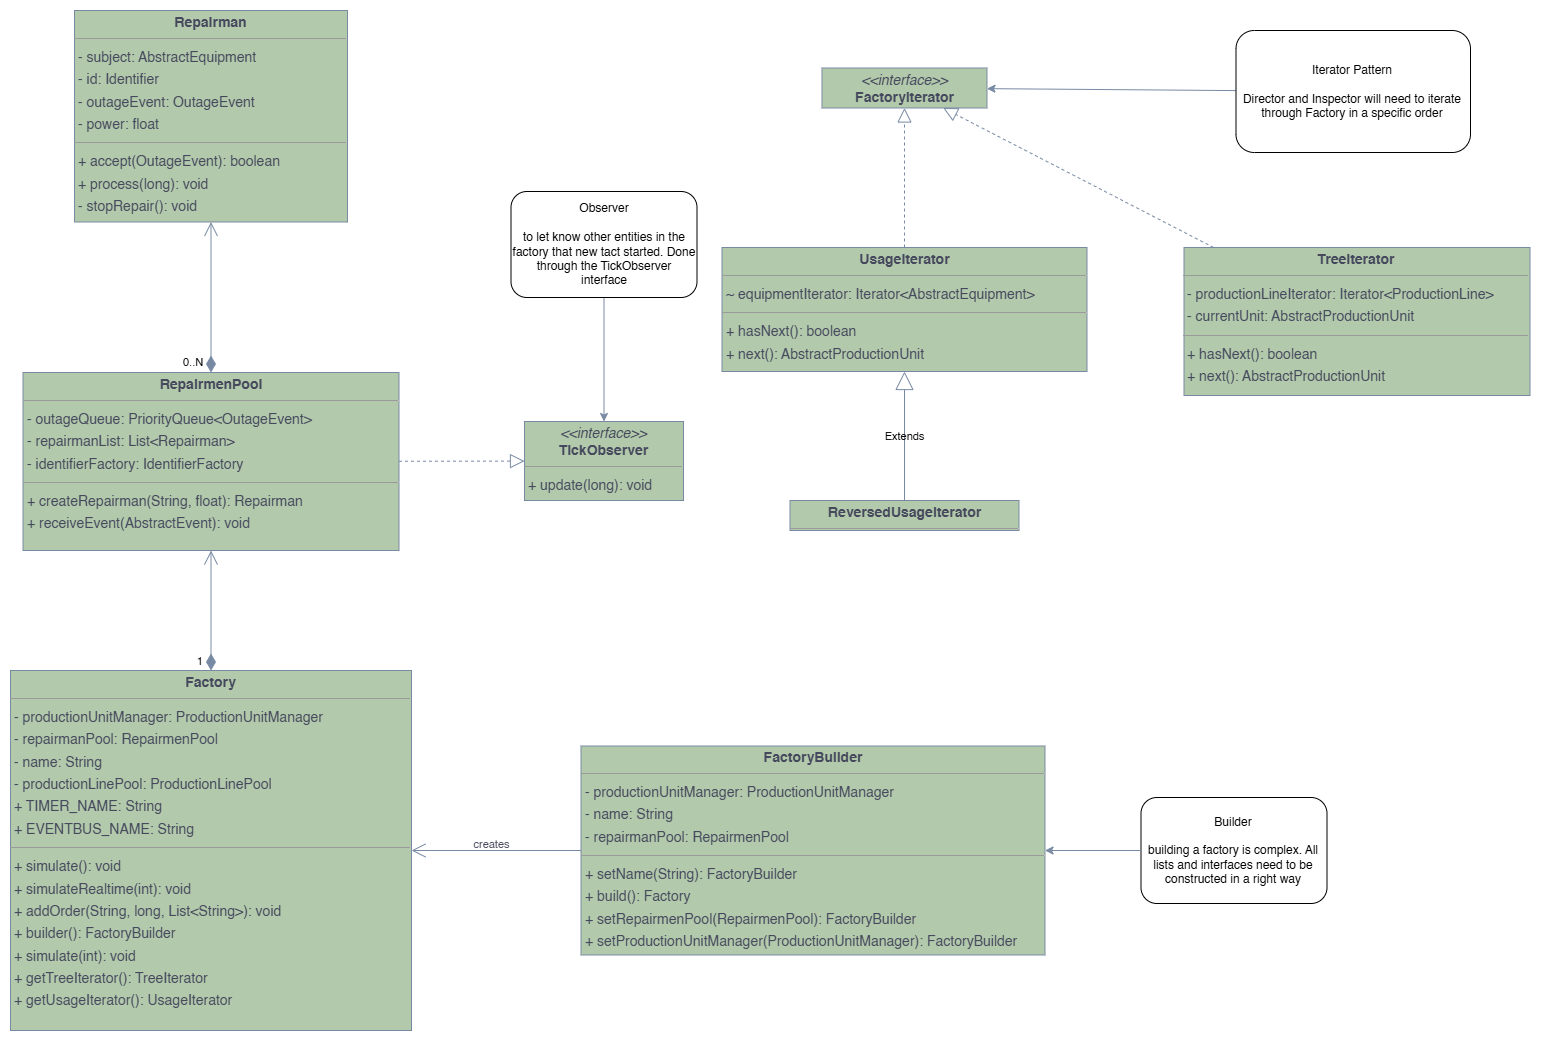 Repairman
- subject: AbstractEquipment
- id: Identifier
- outageEvent: OutageEvent
- power: float
+ accept(OutageEvent): boolean
+ process(long): void
- stopRepair(): void
0..N
RepairmenPool
- outageQueue: PriorityQueue<OutageEvent>
- repairmanList: List<Repairman>
- identifierFactory: IdentifierFactory
+ createRepairman(String, float): Repairman
+ receiveEvent(AbstractEvent): void
Observer
to let know other entities in the
factory that new tact started. Done
through the TickObserver
interface
<<interface>>
TickObserver
+ update(long): void
<<interface>>
FactoryIterator
Iterator Pattern
Director and Inspector will need to iterate
through Factory in a specific order
UsageIterator
~ equipmentIterator: Iterator<AbstractEquipment>
+ hasNext(): boolean
+ next(): AbstractProductionUnit
TreeIterator
- productionLineIterator: Iterator<ProductionLine>
- currentUnit: AbstractProductionUnit
+ hasNext(): boolean
+ next(): AbstractProductionUnit
Extends
ReversedUsageIterator
1
Factory
- productionUnitManager: ProductionUnitManager
- repairmanPool: RepairmenPool
- name: String
- productionLinePool: ProductionLinePool
+ TIMER_NAME: String
+ EVENTBUS_NAME: String
+ simulate(): void
+ simulateRealtime(int): void
+ addOrder(String, long, List<String>): void
+ builder(): FactoryBuilder
+ simulate(int): void
+ getTreeIterator(): TreeIterator
+ getUsageIterator(): UsageIterator
creates
FactoryBuilder
- productionUnitManager: ProductionUnitManager
- name: String
- repairmanPool: RepairmenPool
+ setName(String): FactoryBuilder
+ build(): Factory
+ setRepairmenPool(RepairmenPool): FactoryBuilder
+ setProductionUnitManager(ProductionUnitManager): FactoryBuilder
Builder
building a factory is complex. All
lists and interfaces need to be
constructed in a right way